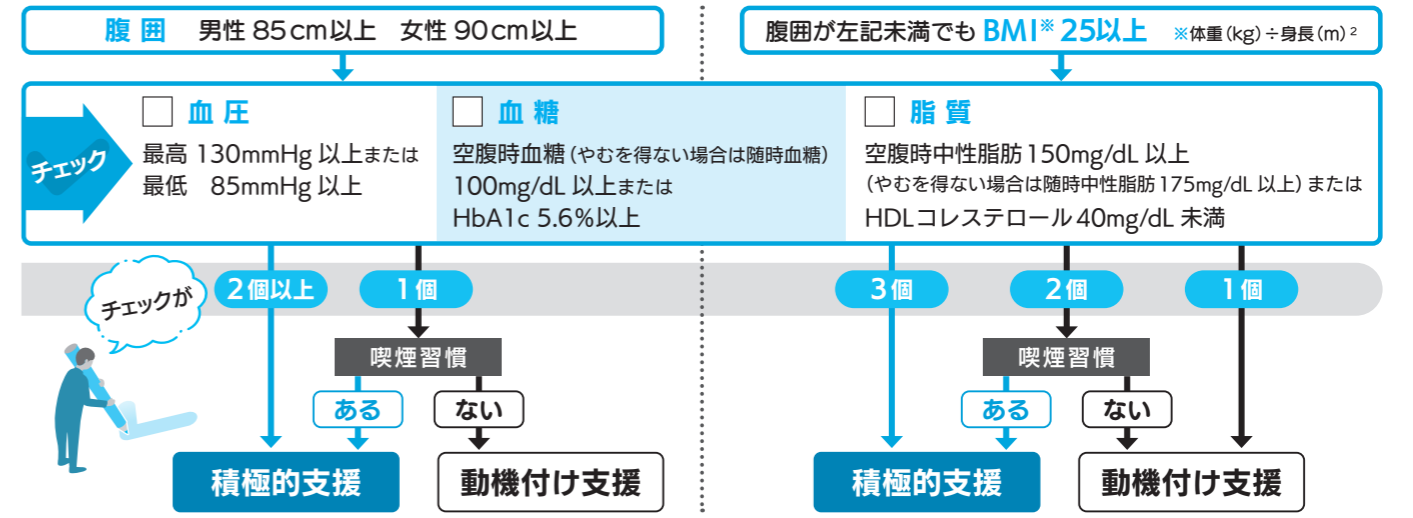 腹囲 男性 85cm以上 女性 90cm以上
腹囲が左記未満でも BMI※ 25以上 ※体重(kg)÷身長(m)²
チェック
血圧
最高 130mmHg 以上または
最低 85mmHg 以上
血糖
空腹時血糖(やむを得ない場合は随時血糖)
100mg/dL 以上または
HbA1c 5.6%以上
脂質
空腹時中性脂肪 150mg/dL 以上
(やむを得ない場合は随時中性脂肪 175mg/dL 以上)または
HDLコレステロール 40mg/dL 未満
チェックが
2個以上 1個
3個 2個 1個
喫煙習慣
喫煙習慣
ある ない
ある ない
積極的支援 動機付け支援
積極的支援 動機付け支援